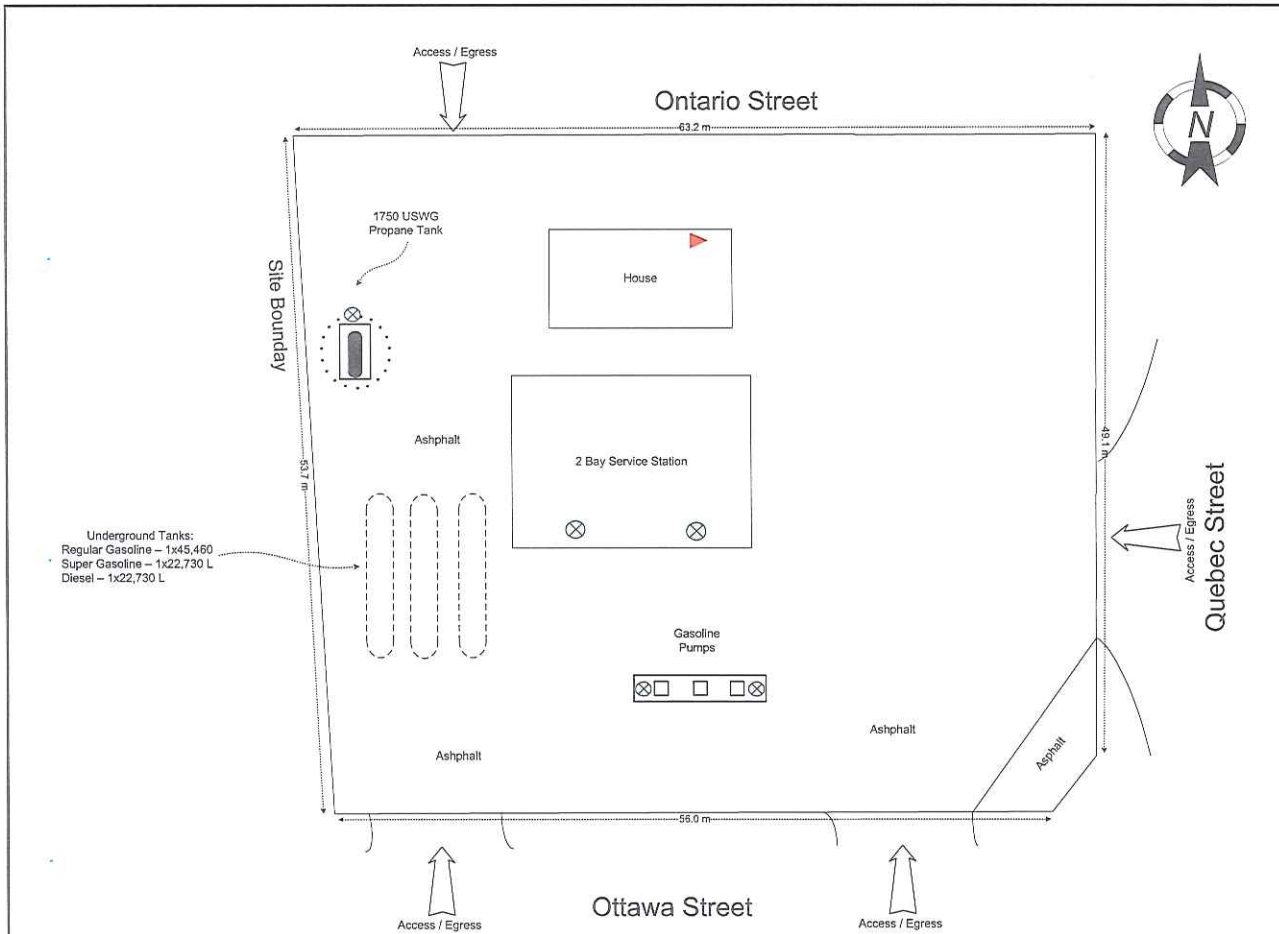 Access / Egress
Ontario Street
63.2 m
N
1750 USWG
Propane Tank
House
Site Bounday
49.1 m
Ashphalt
2 Bay Service Station
53.7 m
Quebec Street
Access / Egress
Underground Tanks:
Regular Gasoline – 1x45,460
Super Gasoline – 1x22,730 L
Diesel – 1x22,730 L
Gasoline
Pumps
Ashphalt
Ashphalt
Asphalt
56.0 m
Ottawa Street
Access / Egress
Access / Egress